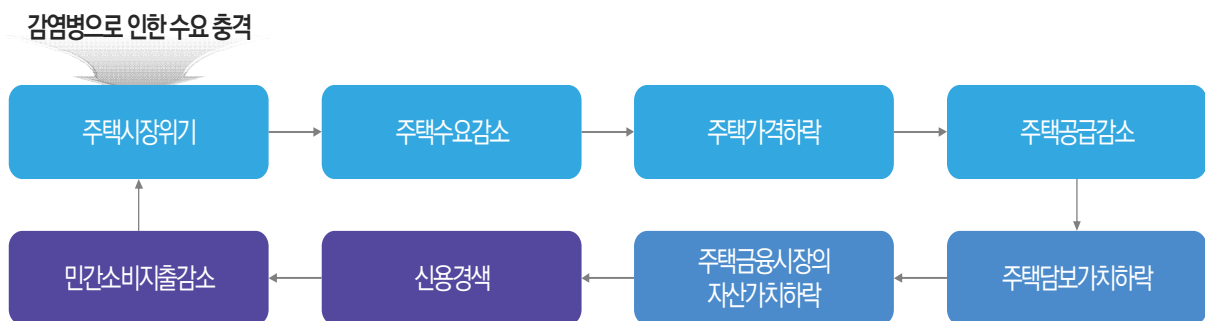 감염병으로 인한 수요 충격
주택시장위기
주택수요감소
주택가격하락
주택공급감소
민간소비지출감소
신용경색
주택금융시장의
자산가치하락
주택담보가치하락